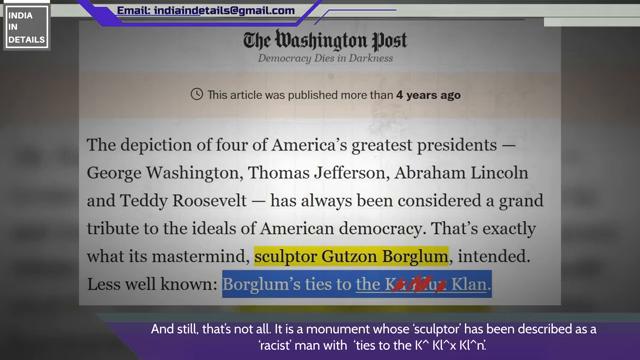 Email: indiaindetails@gmail.com
INDIA
IN
DETAILS
The Washington Post
Democracy Dies in Darkness
This article was published more than 4 years ago
The depiction of four of America's greatest presidents —
George Washington, Thomas Jefferson, Abraham Lincoln
and Teddy Roosevelt — has always been considered a grand
tribute to the ideals of American democracy. That's exactly
what its mastermind, sculptor Gutzon Borglum, intended.
Less well known: Borglum's ties to the Klan.
And still, that's not all. It is a monument whose 'sculptor' has been described as a
'racist' man with 'ties to the K^ Kl^x Kl^n'.